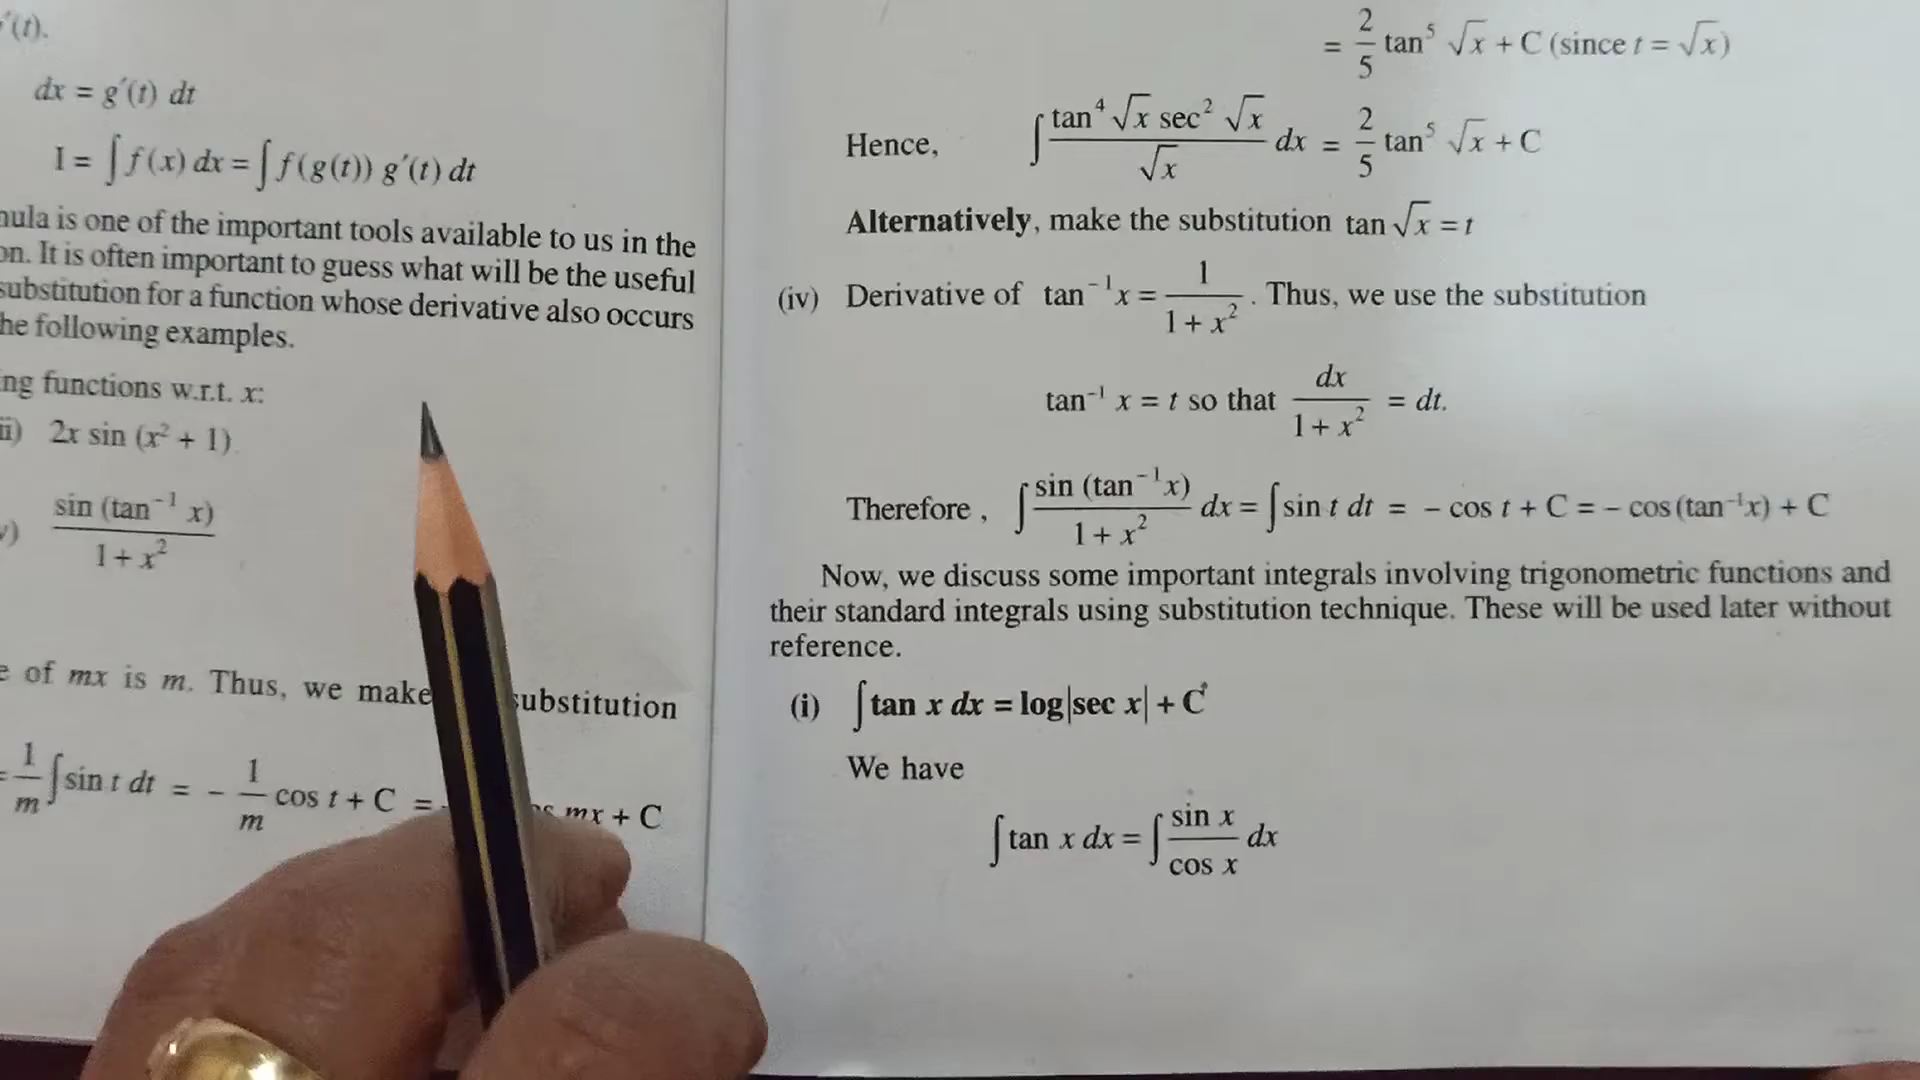 ′(t).
dx = g′(t) dt
I = ∫ f (x) dx = ∫ f (g(t)) g′(t) dt
is one of the important tools available to us in the
It is often important to guess what will be the useful
substitution for a function whose derivative also occurs
following examples.
functions w.r.t. x:
2x sin (x² + 1)
sin (tan⁻¹ x)
1 + x²
of mx is m. Thus, we make substitution
= 1/m ∫ sin t dt = − 1/m cos t + C = mx + C
= 2/5 tan⁵ √x + C (since t = √x)
Hence, ∫ tan⁴ √x sec² √x / √x dx = 2/5 tan⁵ √x + C
Alternatively, make the substitution tan √x = t
(iv) Derivative of tan⁻¹x = 1/(1 + x²). Thus, we use the substitution
tan⁻¹ x = t so that dx/(1 + x²) = dt.
Therefore, ∫ sin (tan⁻¹x)/(1 + x²) dx = ∫ sin t dt = − cos t + C = − cos (tan⁻¹x) + C
Now, we discuss some important integrals involving trigonometric functions and
their standard integrals using substitution technique. These will be used later without
reference.
(i) ∫ tan x dx = log|sec x| + C
We have
∫ tan x dx = ∫ sin x / cos x dx